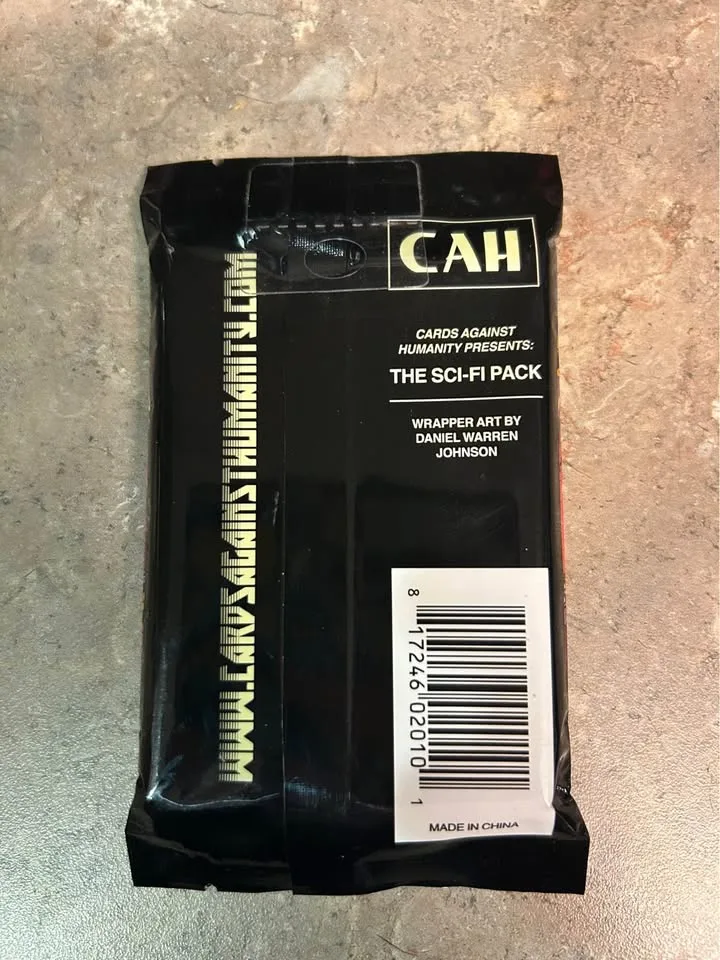 CAH
CARDS AGAINST
HUMANITY PRESENTS:
THE SCI-FI PACK
WRAPPER ART BY
DANIEL WARREN
JOHNSON
WWW.CARDSAGAINSTHUMANITY.COM
8 17246 02010 1
MADE IN CHINA